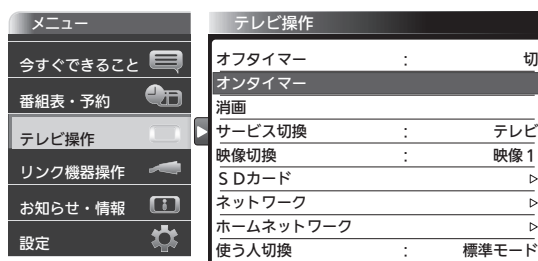 メニュー
今すぐできること
番組表・予約
テレビ操作
リンク機器操作
お知らせ・情報
設定
テレビ操作
オフタイマー : 切
オンタイマー
消画
サービス切換 : テレビ
映像切換 : 映像1
SDカード ▷
ネットワーク ▷
ホームネットワーク ▷
使う人切換 : 標準モード